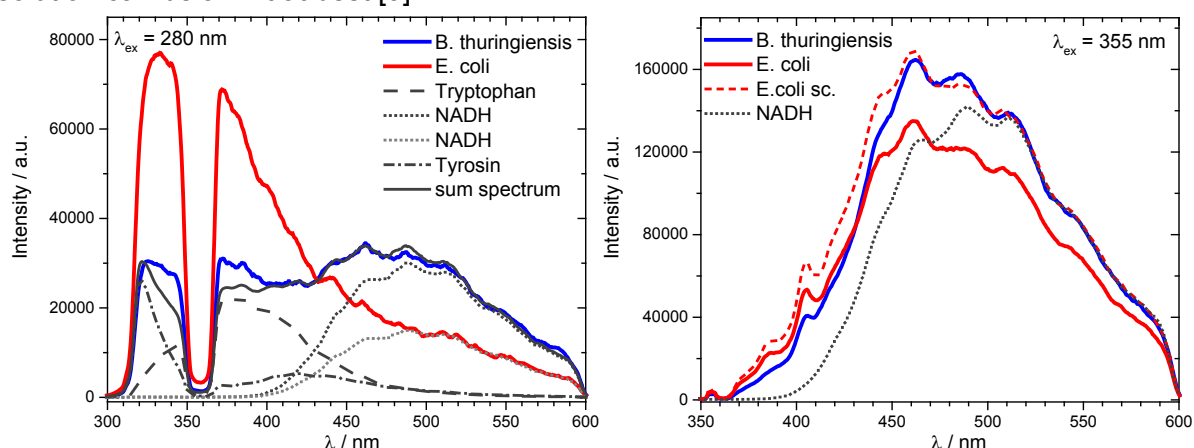 λex = 280 nm
B. thuringiensis
E. coli
Tryptophan
NADH
NADH
Tyrosin
sum spectrum
Intensity / a.u.
80000
60000
40000
20000
0
300 350 400 450 500 550 600
λ / nm
B. thuringiensis
E. coli
E.coli sc.
NADH
λex = 355 nm
Intensity / a.u.
160000
120000
80000
40000
0
350 400 450 500 550 600
λ / nm